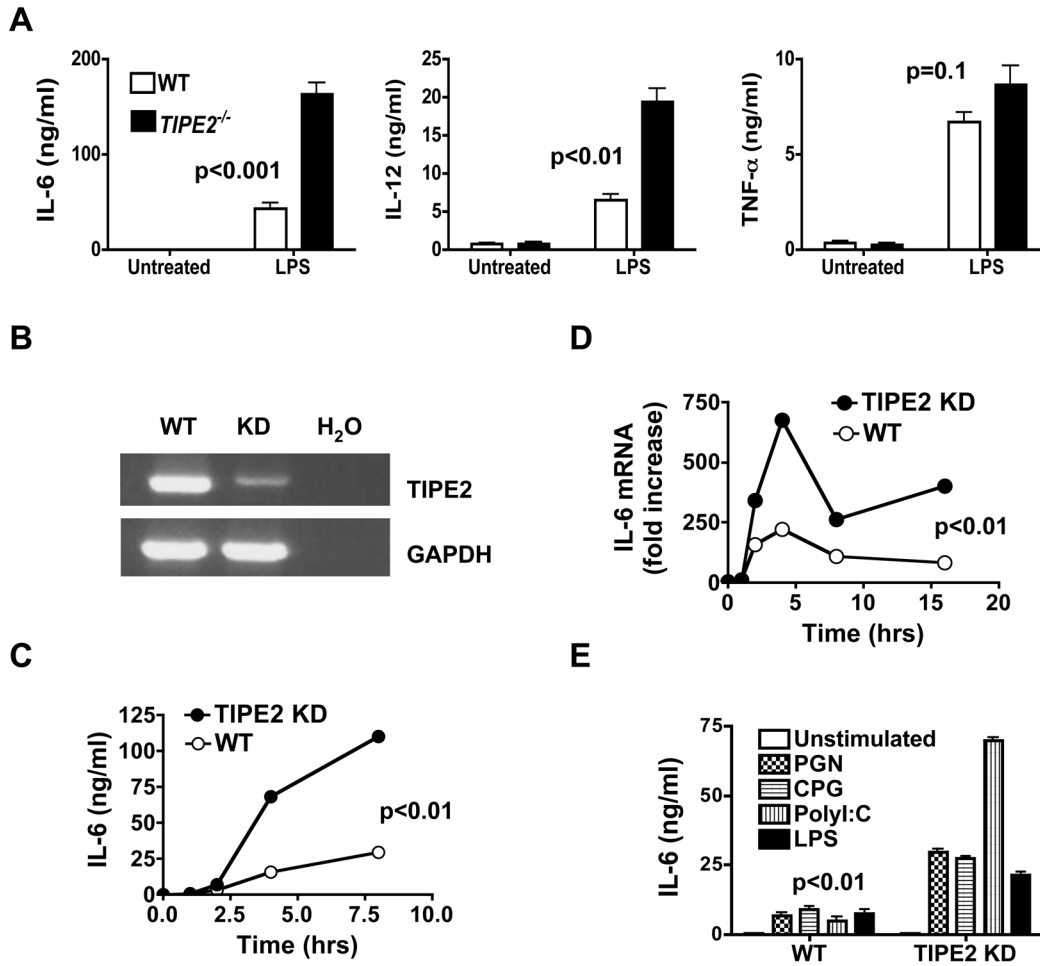 A
IL-6 (ng/ml)
200
100
0
WT
TIPE2-/-
p<0.001
Untreated LPS
IL-12 (ng/ml)
25
20
15
10
5
0
p<0.01
Untreated LPS
TNF-α (ng/ml)
10
5
0
p=0.1
Untreated LPS
B
WT KD H2O
TIPE2
GAPDH
C
IL-6 (ng/ml)
125
100
75
50
25
0
TIPE2 KD
WT
p<0.01
0.0 2.5 5.0 7.5 10.0
Time (hrs)
D
IL-6 mRNA
(fold increase)
750
500
250
0
TIPE2 KD
WT
p<0.01
0 5 10 15 20
Time (hrs)
E
IL-6 (ng/ml)
75
50
25
0
Unstimulated
PGN
CPG
PolyI:C
LPS
p<0.01
WT TIPE2 KD